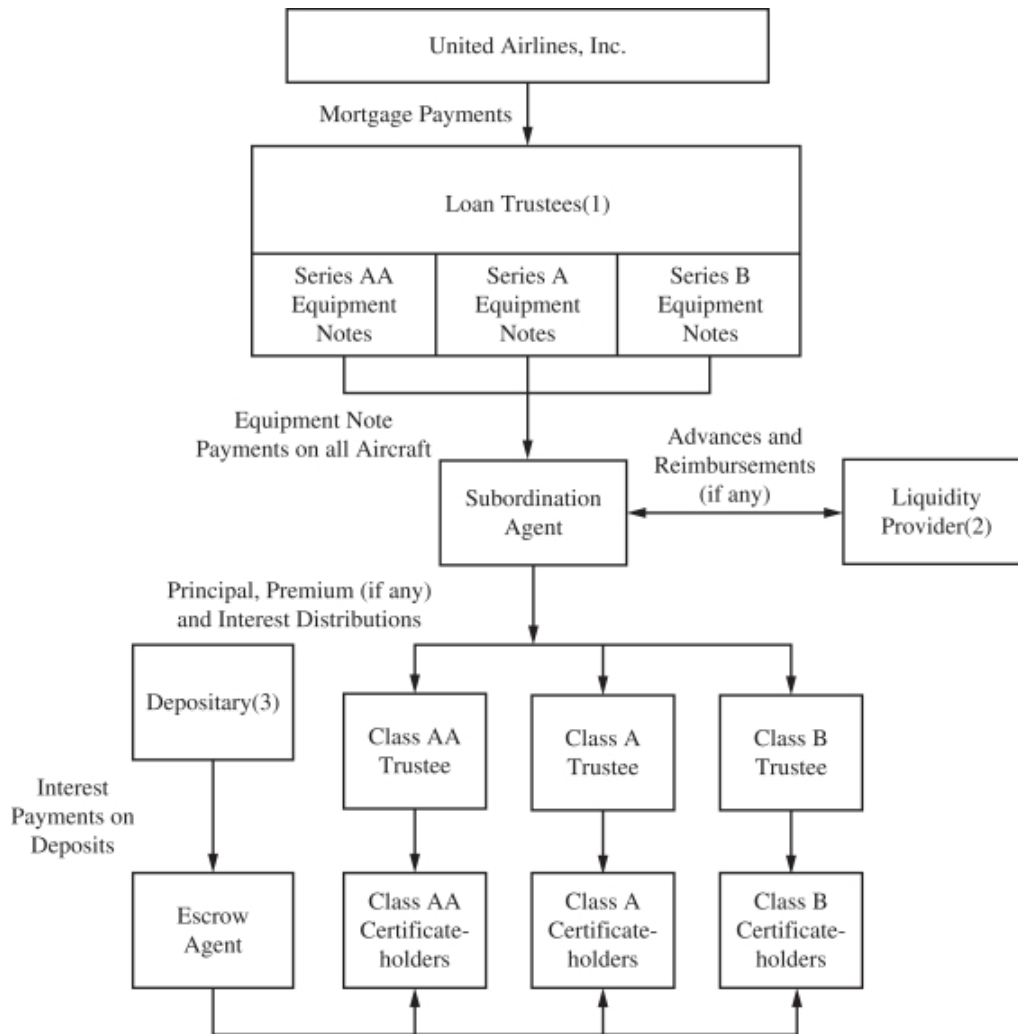 United Airlines, Inc.
Mortgage Payments
Loan Trustees(1)
Series AA
Equipment
Notes
Series A
Equipment
Notes
Series B
Equipment
Notes
Equipment Note
Payments on all Aircraft
Advances and
Reimbursements
(if any)
Subordination
Agent
Liquidity
Provider(2)
Principal, Premium (if any)
and Interest Distributions
Depositary(3)
Class AA
Trustee
Class A
Trustee
Class B
Trustee
Interest
Payments on
Deposits
Escrow
Agent
Class AA
Certificate-
holders
Class A
Certificate-
holders
Class B
Certificate-
holders